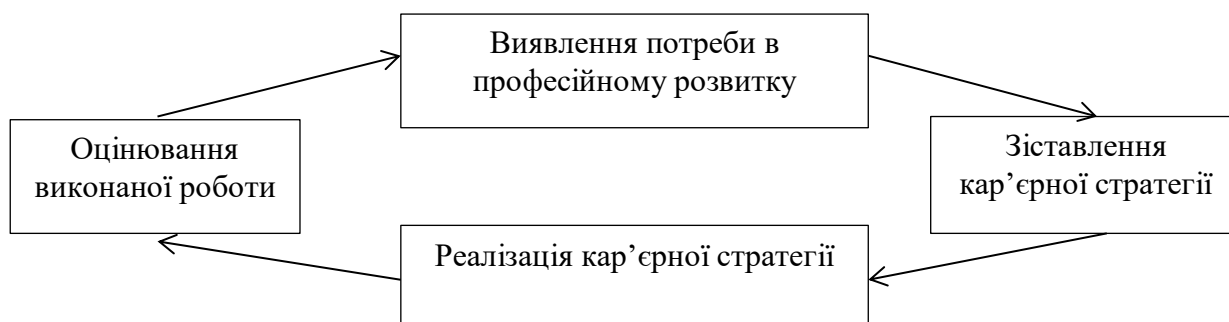 Виявлення потреби в
професійному розвитку
Оцінювання
виконаної роботи
Зіставлення
кар’єрної стратегії
Реалізація кар’єрної стратегії